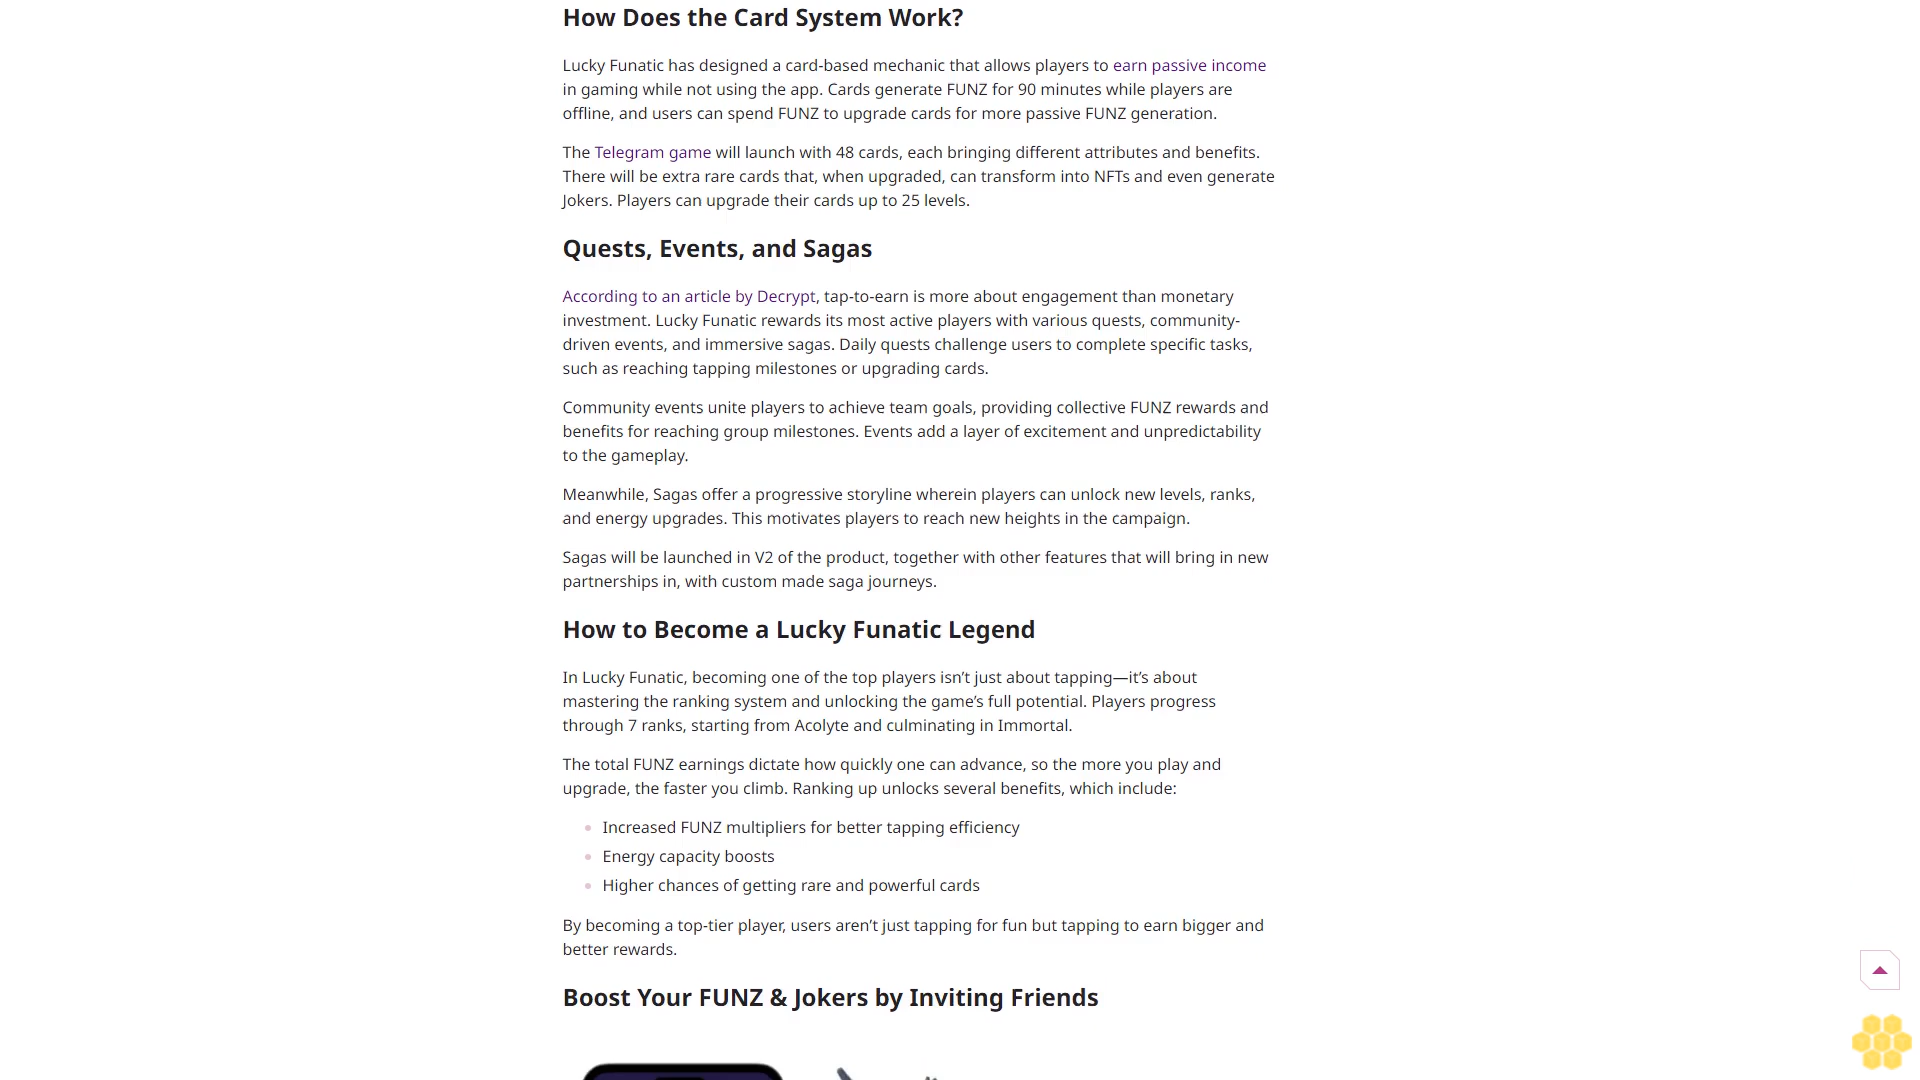 How Does the Card System Work?
Lucky Funatic has designed a card-based mechanic that allows players to earn passive income
in gaming while not using the app. Cards generate FUNZ for 90 minutes while players are
offline, and users can spend FUNZ to upgrade cards for more passive FUNZ generation.
The Telegram game will launch with 48 cards, each bringing different attributes and benefits.
There will be extra rare cards that, when upgraded, can transform into NFTs and even generate
Jokers. Players can upgrade their cards up to 25 levels.
Quests, Events, and Sagas
According to an article by Decrypt, tap-to-earn is more about engagement than monetary
investment. Lucky Funatic rewards its most active players with various quests, community-
driven events, and immersive sagas. Daily quests challenge users to complete specific tasks,
such as reaching tapping milestones or upgrading cards.
Community events unite players to achieve team goals, providing collective FUNZ rewards and
benefits for reaching group milestones. Events add a layer of excitement and unpredictability
to the gameplay.
Meanwhile, Sagas offer a progressive storyline wherein players can unlock new levels, ranks,
and energy upgrades. This motivates players to reach new heights in the campaign.
Sagas will be launched in V2 of the product, together with other features that will bring in new
partnerships in, with custom made saga journeys.
How to Become a Lucky Funatic Legend
In Lucky Funatic, becoming one of the top players isn’t just about tapping—it’s about
mastering the ranking system and unlocking the game’s full potential. Players progress
through 7 ranks, starting from Acolyte and culminating in Immortal.
The total FUNZ earnings dictate how quickly one can advance, so the more you play and
upgrade, the faster you climb. Ranking up unlocks several benefits, which include:
Increased FUNZ multipliers for better tapping efficiency
Energy capacity boosts
Higher chances of getting rare and powerful cards
By becoming a top-tier player, users aren’t just tapping for fun but tapping to earn bigger and
better rewards.
Boost Your FUNZ & Jokers by Inviting Friends